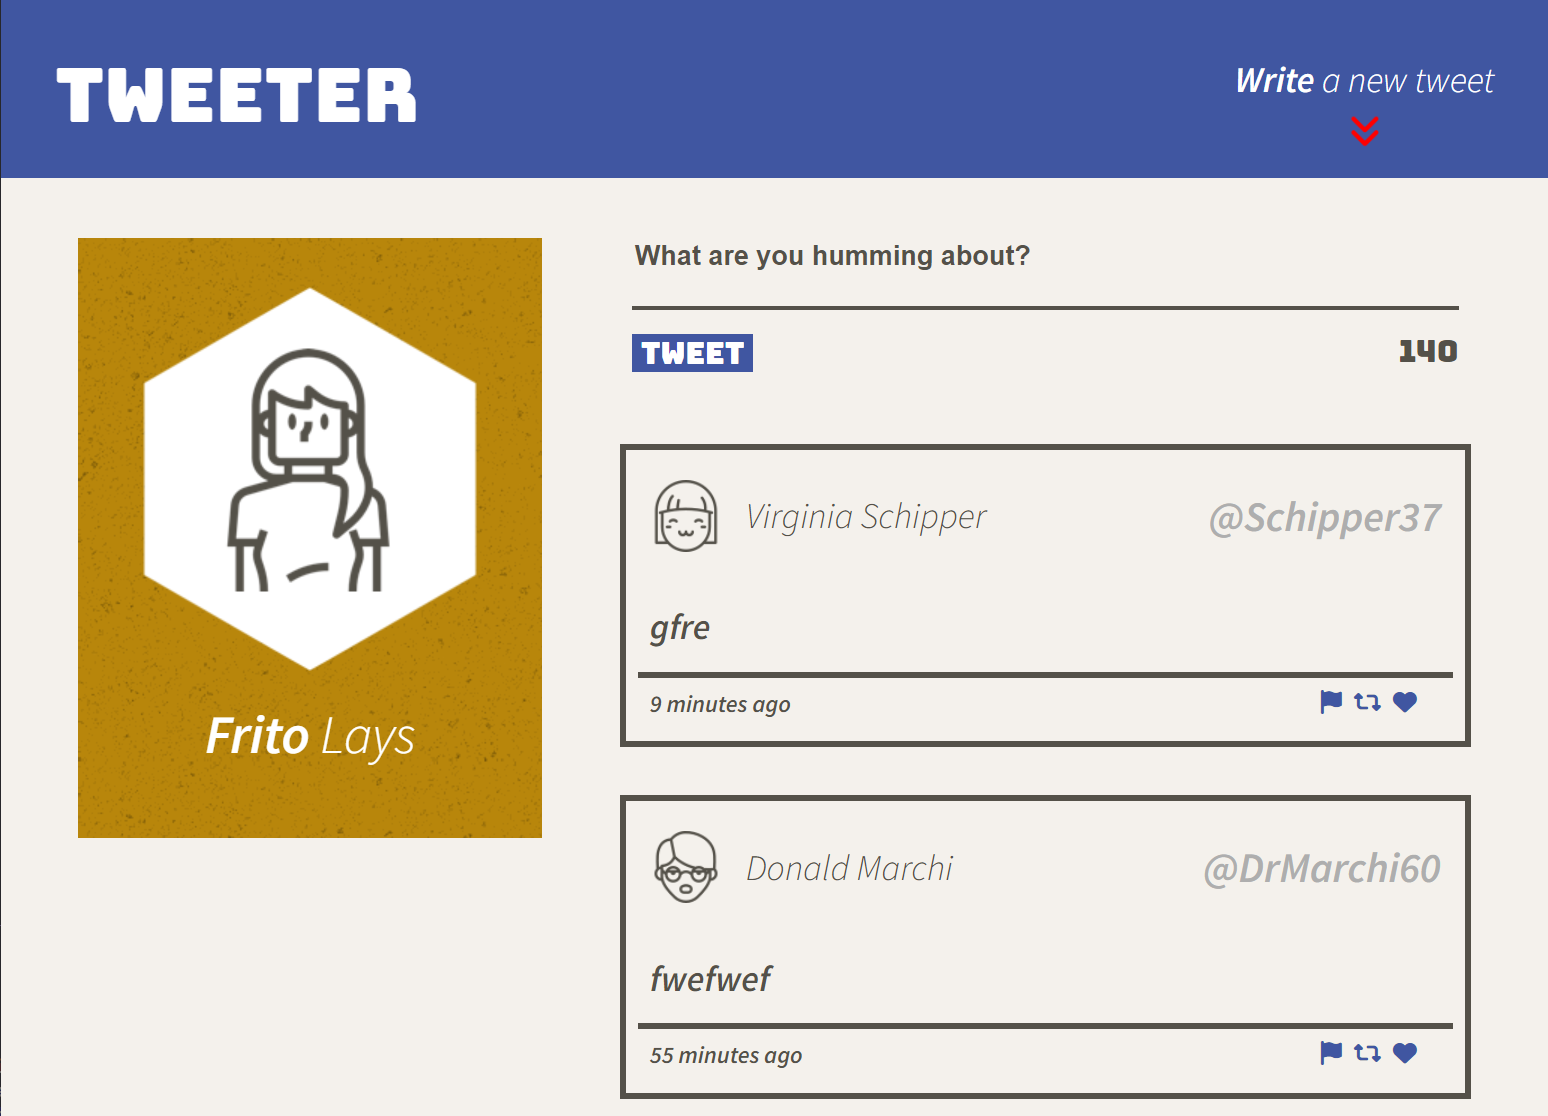 TWEETER
Write a new tweet
What are you humming about?
TWEET
140
Frito Lays
Virginia Schipper
@Schipper37
gfre
9 minutes ago
Donald Marchi
@DrMarchi60
fwefwef
55 minutes ago